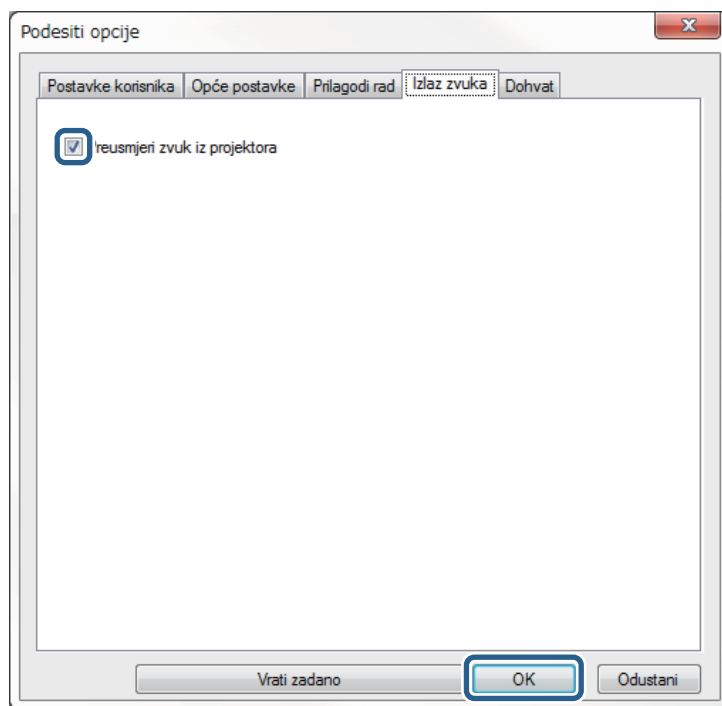 Podesiti opcije
Postavke korisnika Opće postavke Prilagodi rad Izlaz zvuka Dohvat
reusmjeri zvuk iz projektora
Vrati zadano OK Odustani